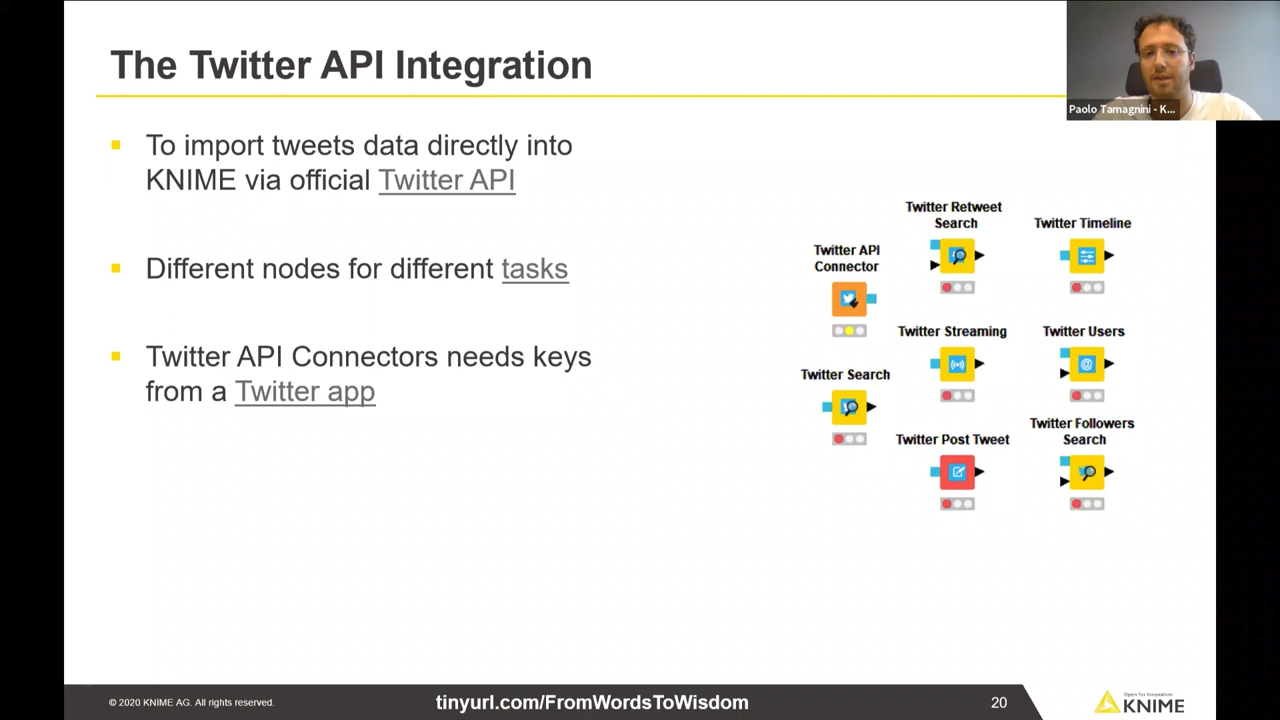 The Twitter API Integration
Paolo Tamagnini - K...
To import tweets data directly into
KNIME via official Twitter API
Different nodes for different tasks
Twitter API Connectors needs keys
from a Twitter app
Twitter API
Connector
Twitter Search
Twitter Retweet
Search
Twitter Streaming
Twitter Post Tweet
Twitter Timeline
Twitter Users
Twitter Followers
Search
© 2020 KNIME AG. All rights reserved.
tinyurl.com/FromWordsToWisdom
20
Open for Innovation
KNIME